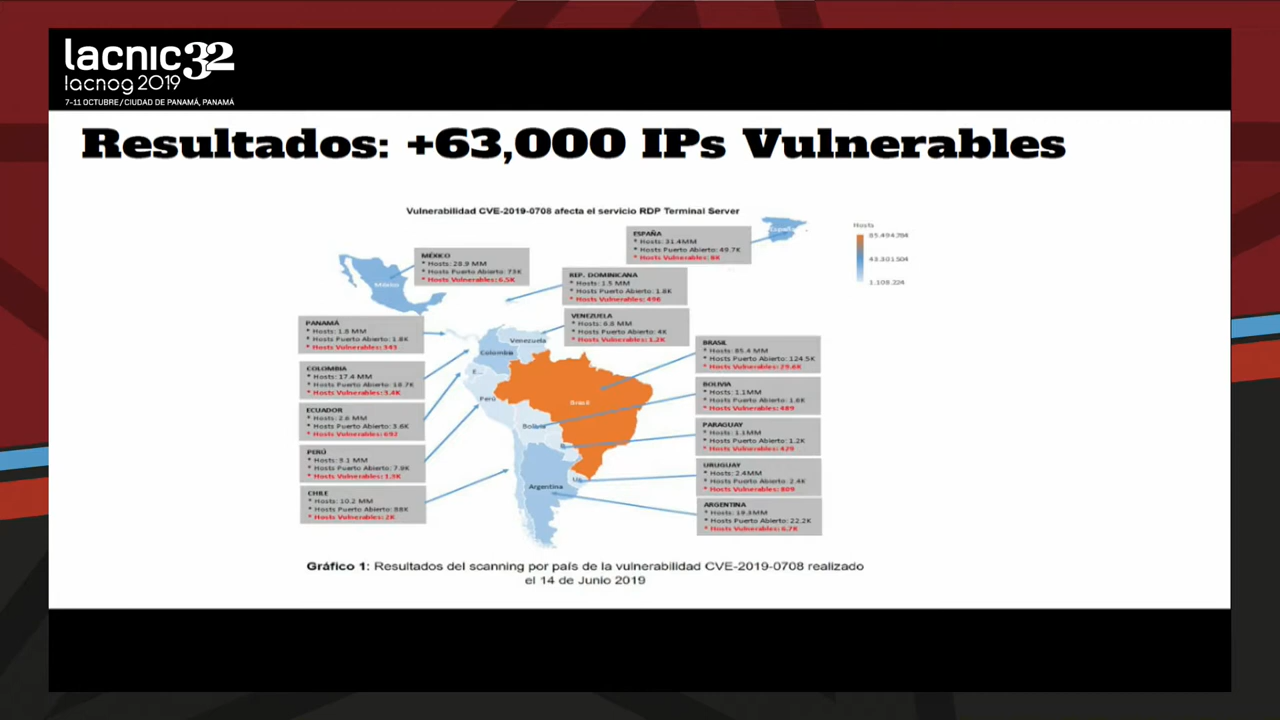 lacnic 32
lacnog 2019
7-11 OCTUBRE / CIUDAD DE PANAMÁ, PANAMÁ
Resultados: +63,000 IPs Vulnerables
Vulnerabilidad CVE-2019-0708 afecta el servicio RDP Terminal Server
ESPAÑA
* Hosts: 31.4MM
* Hosts Puerto Abierto: 49.7K
* Hosts Vulnerables: 8K
España
Hosts
85.494.784
43.301.504
1.108.224
MÉXICO
* Hosts: 28.9 MM
* Hosts Puerto Abierto: 73K
* Hosts Vulnerables: 6.5K
México
REP. DOMINICANA
* Hosts: 1.5 MM
* Hosts Puerto Abierto: 1.8K
* Hosts Vulnerables: 496
VENEZUELA
* Hosts: 6.8 MM
* Hosts Puerto Abierto: 4K
* Hosts Vulnerables: 1.2K
PANAMÁ
* Hosts: 1.8 MM
* Hosts Puerto Abierto: 1.8K
* Hosts Vulnerables: 343
COLOMBIA
* Hosts: 17.4 MM
* Hosts Puerto Abierto: 18.7K
* Hosts Vulnerables: 3.4K
ECUADOR
* Hosts: 2.6 MM
* Hosts Puerto Abierto: 3.6K
* Hosts Vulnerables: 692
PERÚ
* Hosts: 3.1 MM
* Hosts Puerto Abierto: 7.9K
* Hosts Vulnerables: 1.3K
CHILE
* Hosts: 10.2 MM
* Hosts Puerto Abierto: 88K
* Hosts Vulnerables: 2K
Venezuela
Colombia
E...
Perú
Brasil
Bolivia
Ur
Argentina
BRASIL
* Hosts: 85.4 MM
* Hosts Puerto Abierto: 124.5K
* Hosts Vulnerables: 29.6K
BOLIVIA
* Hosts: 1.1MM
* Hosts Puerto Abierto: 1.6K
* Hosts Vulnerables: 489
PARAGUAY
* Hosts: 1.1MM
* Hosts Puerto Abierto: 1.2K
* Hosts Vulnerables: 429
URUGUAY
* Hosts: 2.4MM
* Hosts Puerto Abierto: 2.4K
* Hosts Vulnerables: 809
ARGENTINA
* Hosts: 19.3MM
* Hosts Puerto Abierto: 22.2K
* Hosts Vulnerables: 6.7K
Gráfico 1: Resultados del scanning por país de la vulnerabilidad CVE-2019-0708 realizado
el 14 de Junio 2019